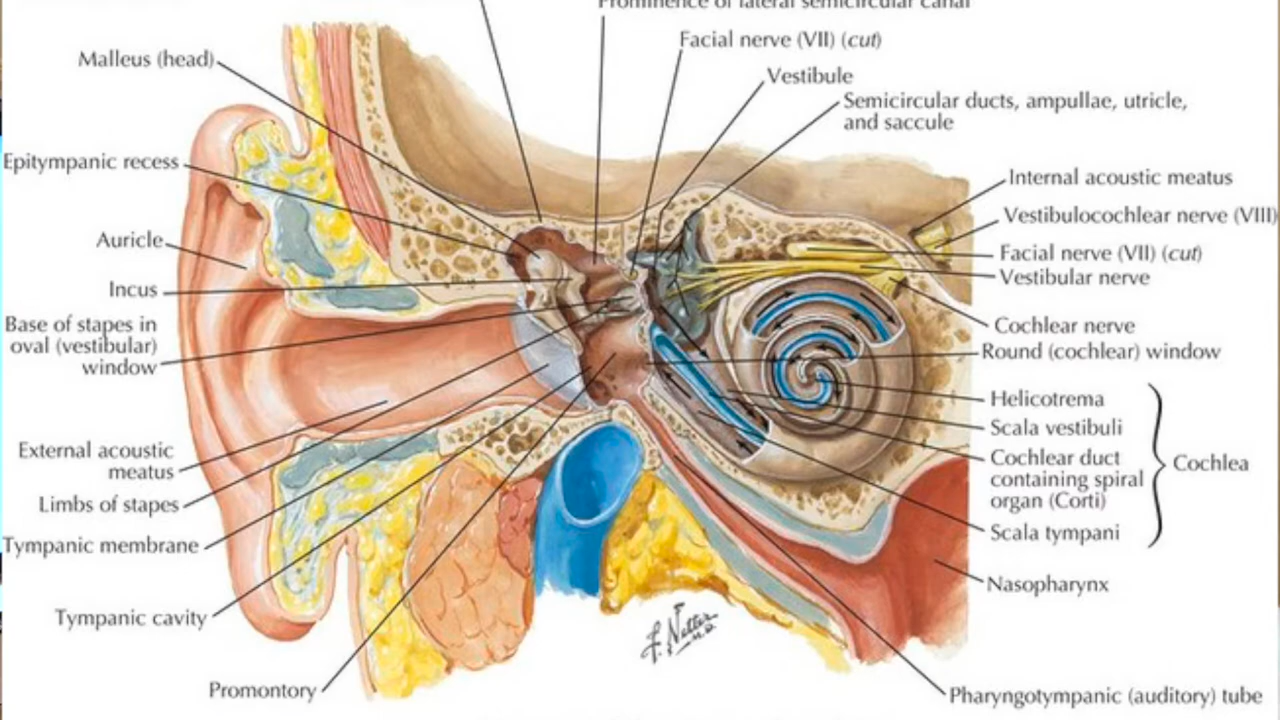 Prominence of lateral semicircular canal
Facial nerve (VII) (cut)
Malleus (head)
Vestibule
Semicircular ducts, ampullae, utricle,
and saccule
Epitympanic recess
Internal acoustic meatus
Vestibulocochlear nerve (VIII)
Auricle
Facial nerve (VII) (cut)
Vestibular nerve
Incus
Base of stapes in
oval (vestibular)
window
Cochlear nerve
Round (cochlear) window
Helicotrema
Scala vestibuli
Cochlear duct
containing spiral
organ (Corti)
Cochlea
External acoustic
meatus
Limbs of stapes
Scala tympani
Tympanic membrane
Nasopharynx
Tympanic cavity
F. Netter
M.D.
Promontory
Pharyngotympanic (auditory) tube